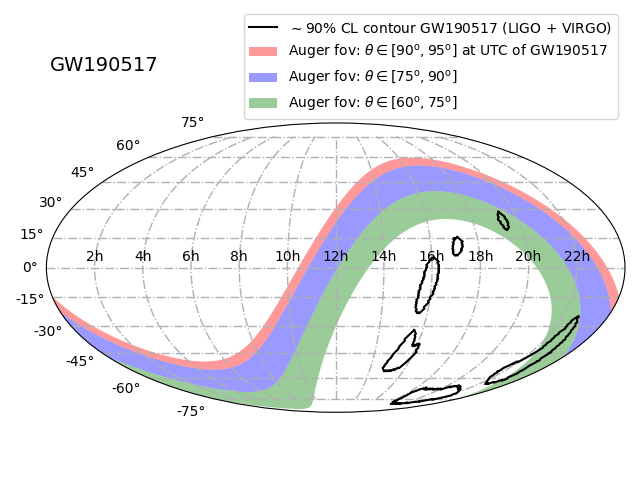 ~ 90% CL contour GW190517 (LIGO + VIRGO)
Auger fov: θ ∈ [90°, 95°] at UTC of GW190517
Auger fov: θ ∈ [75°, 90°]
Auger fov: θ ∈ [60°, 75°]
GW190517
75°
60°
45°
30°
15°
0°
2h 4h 6h 8h 10h 12h 14h 16h 18h 20h 22h
-15°
-30°
-45°
-60°
-75°